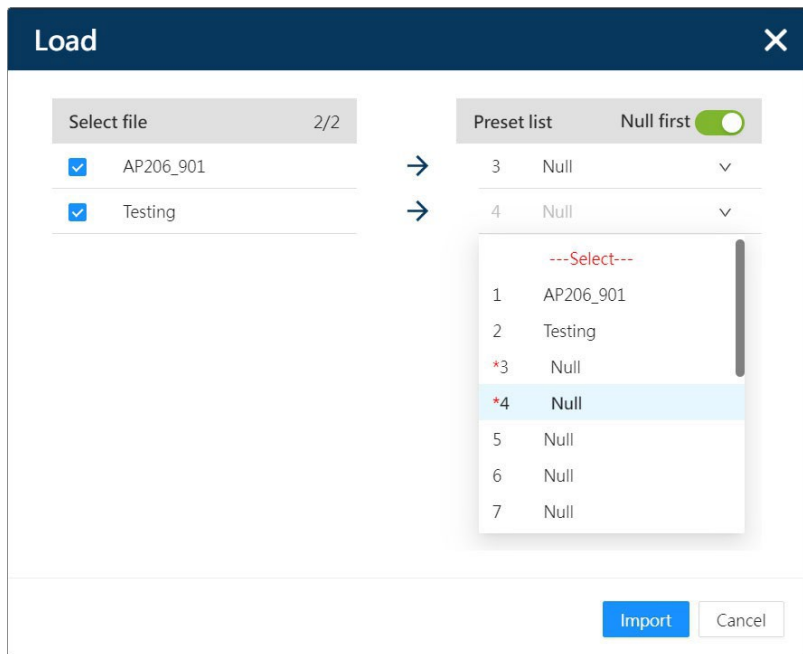 Load
Select file 2/2 Preset list Null first
AP206_901 3 Null
Testing 4 Null
---Select---
1 AP206_901
2 Testing
*3 Null
*4 Null
5 Null
6 Null
7 Null
Import Cancel